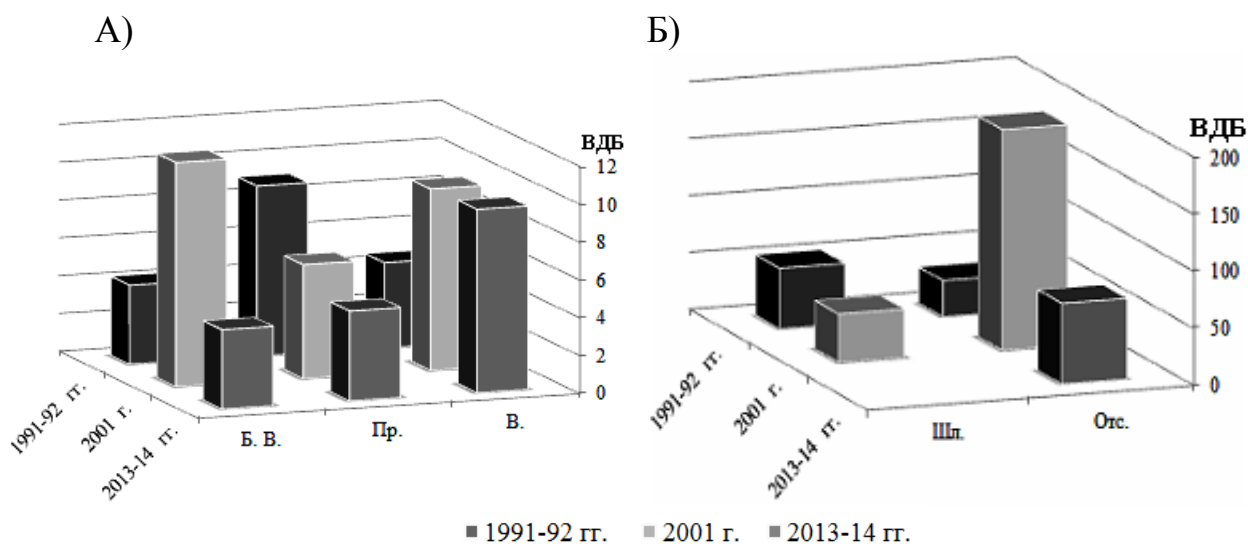 А)
ВДБ
12
10
8
6
4
2
0
1991-92 гг.
2001 г.
2013-14 гг.
Б. В.
Пр.
В.
Б)
ВДБ
200
150
100
50
0
1991-92 гг.
2001 г.
2013-14 гг.
Шл.
Отс.
1991-92 гг. 2001 г. 2013-14 гг.